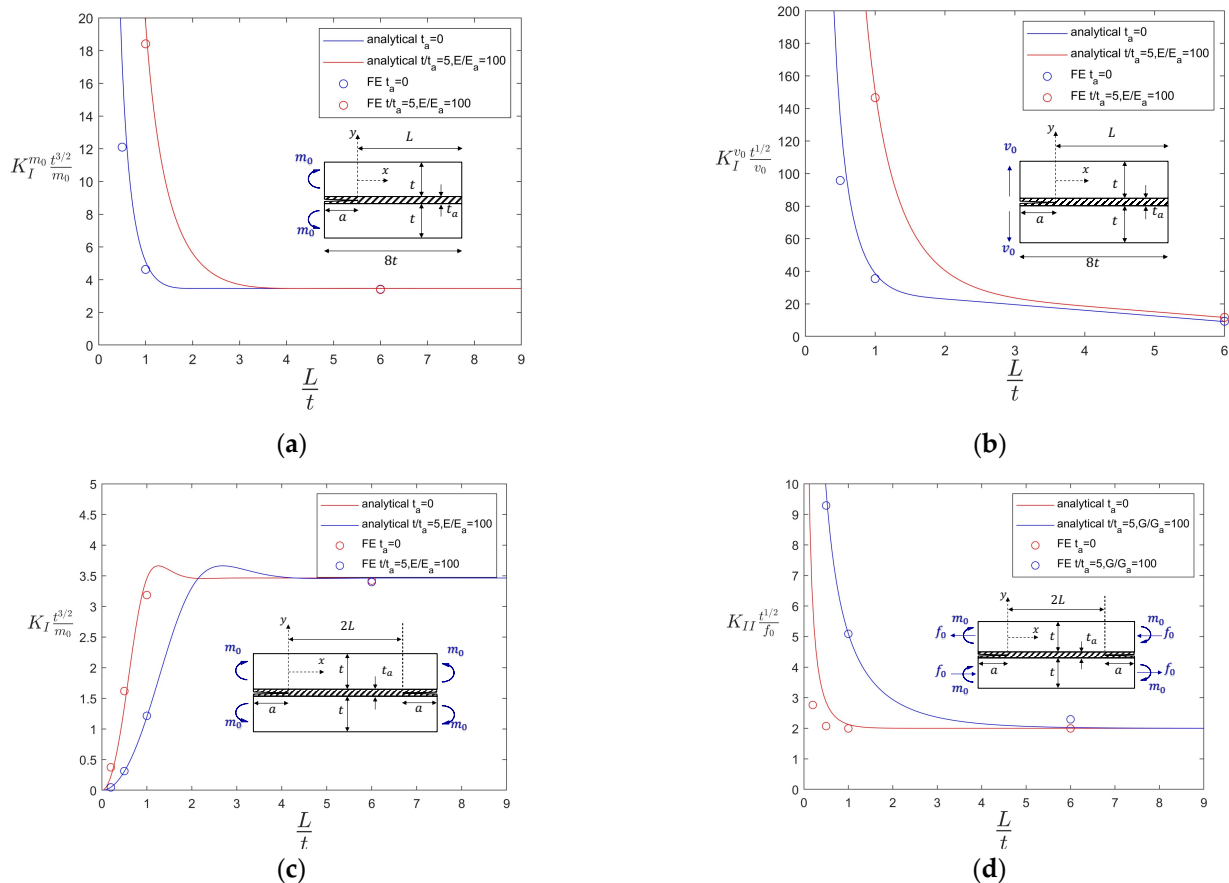 20
18
16
14
12
10
8
6
4
2
0
0 1 2 3 4 5 6 7 8 9
K_I^{m_0} t^{3/2}/m_0
L/t
analytical t_a=0
analytical t/t_a=5,E/E_a=100
FE t_a=0
FE t/t_a=5,E/E_a=100
y
L
m_0
x
t
a
t
t_a
m_0
8t
(a)
200
180
160
140
120
100
80
60
40
20
0
0 1 2 3 4 5 6
K_I^{v_0} t^{1/2}/v_0
L/t
analytical t_a=0
analytical t/t_a=5,E/E_a=100
FE t_a=0
FE t/t_a=5,E/E_a=100
y
L
v_0
x
t
a
t
t_a
v_0
8t
(b)
5
4.5
4
3.5
3
2.5
2
1.5
1
0.5
0
0 1 2 3 4 5 6 7 8 9
K_I t^{3/2}/m_0
L/t
analytical t_a=0
analytical t/t_a=5,E/E_a=100
FE t_a=0
FE t/t_a=5,E/E_a=100
y
2L
m_0
m_0
x
t
t_a
a
t
a
m_0
m_0
(c)
10
9
8
7
6
5
4
3
2
1
0
0 1 2 3 4 5 6 7 8 9
K_{II} t^{1/2}/f_0
L/t
analytical t_a=0
analytical t/t_a=5,G/G_a=100
FE t_a=0
FE t/t_a=5,G/G_a=100
y
2L
m_0
m_0
f_0
x
t
t_a
f_0
f_0
a
t
a
f_0
m_0
m_0
(d)